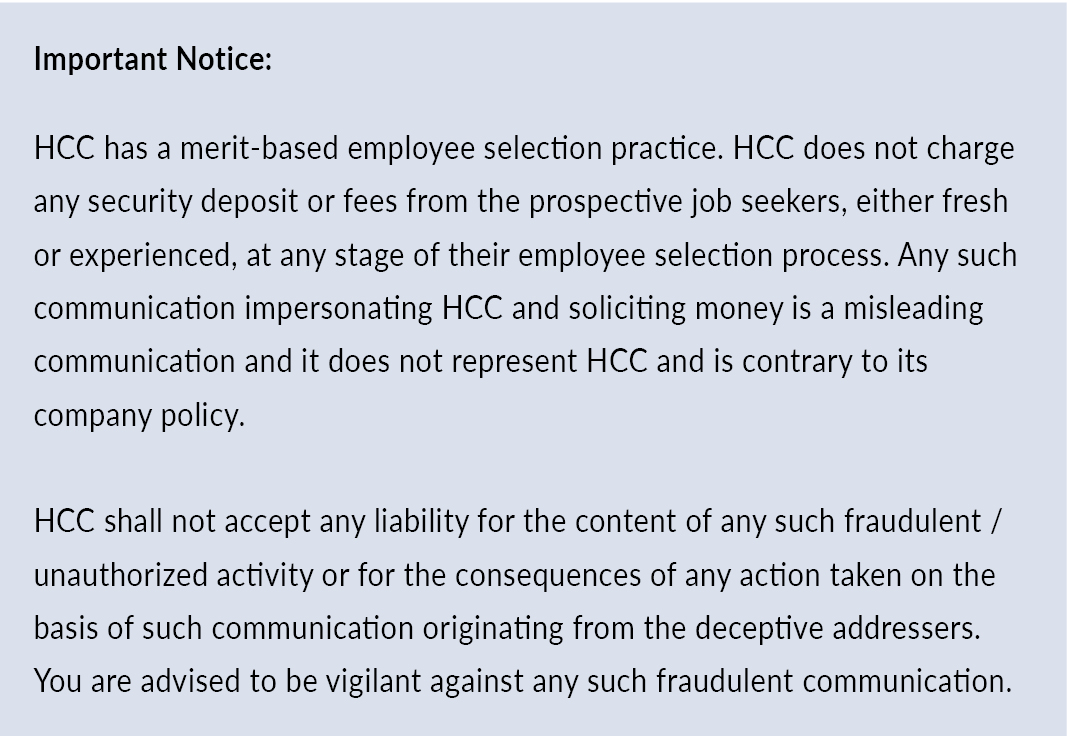 Important Notice:
HCC has a merit-based employee selection practice. HCC does not charge
any security deposit or fees from the prospective job seekers, either fresh
or experienced, at any stage of their employee selection process. Any such
communication impersonating HCC and soliciting money is a misleading
communication and it does not represent HCC and is contrary to its
company policy.
HCC shall not accept any liability for the content of any such fraudulent /
unauthorized activity or for the consequences of any action taken on the
basis of such communication originating from the deceptive addressers.
You are advised to be vigilant against any such fraudulent communication.